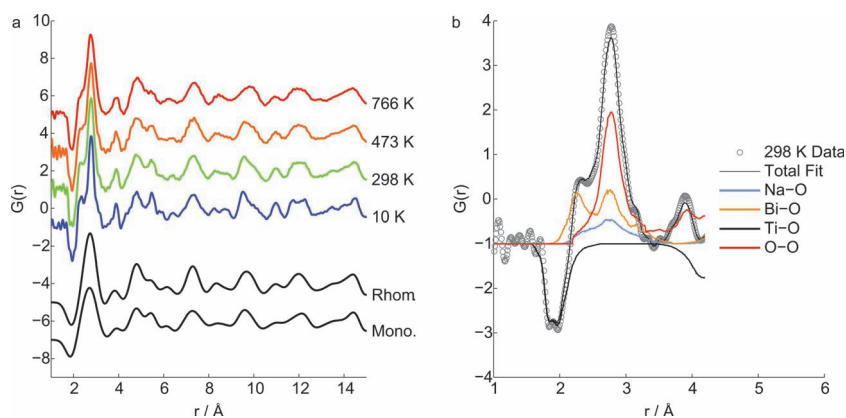 a
10
8
6
4
2
0
−2
−4
−6
−8
G(r)
766 K
473 K
298 K
10 K
Rhom.
Mono.
2
4
6
8
10
12
14
r / Å
b
4
3
2
1
0
−1
−2
−3
−4
G(r)
1
2
3
4
5
6
r / Å
298 K Data
Total Fit
Na−O
Bi−O
Ti−O
O−O